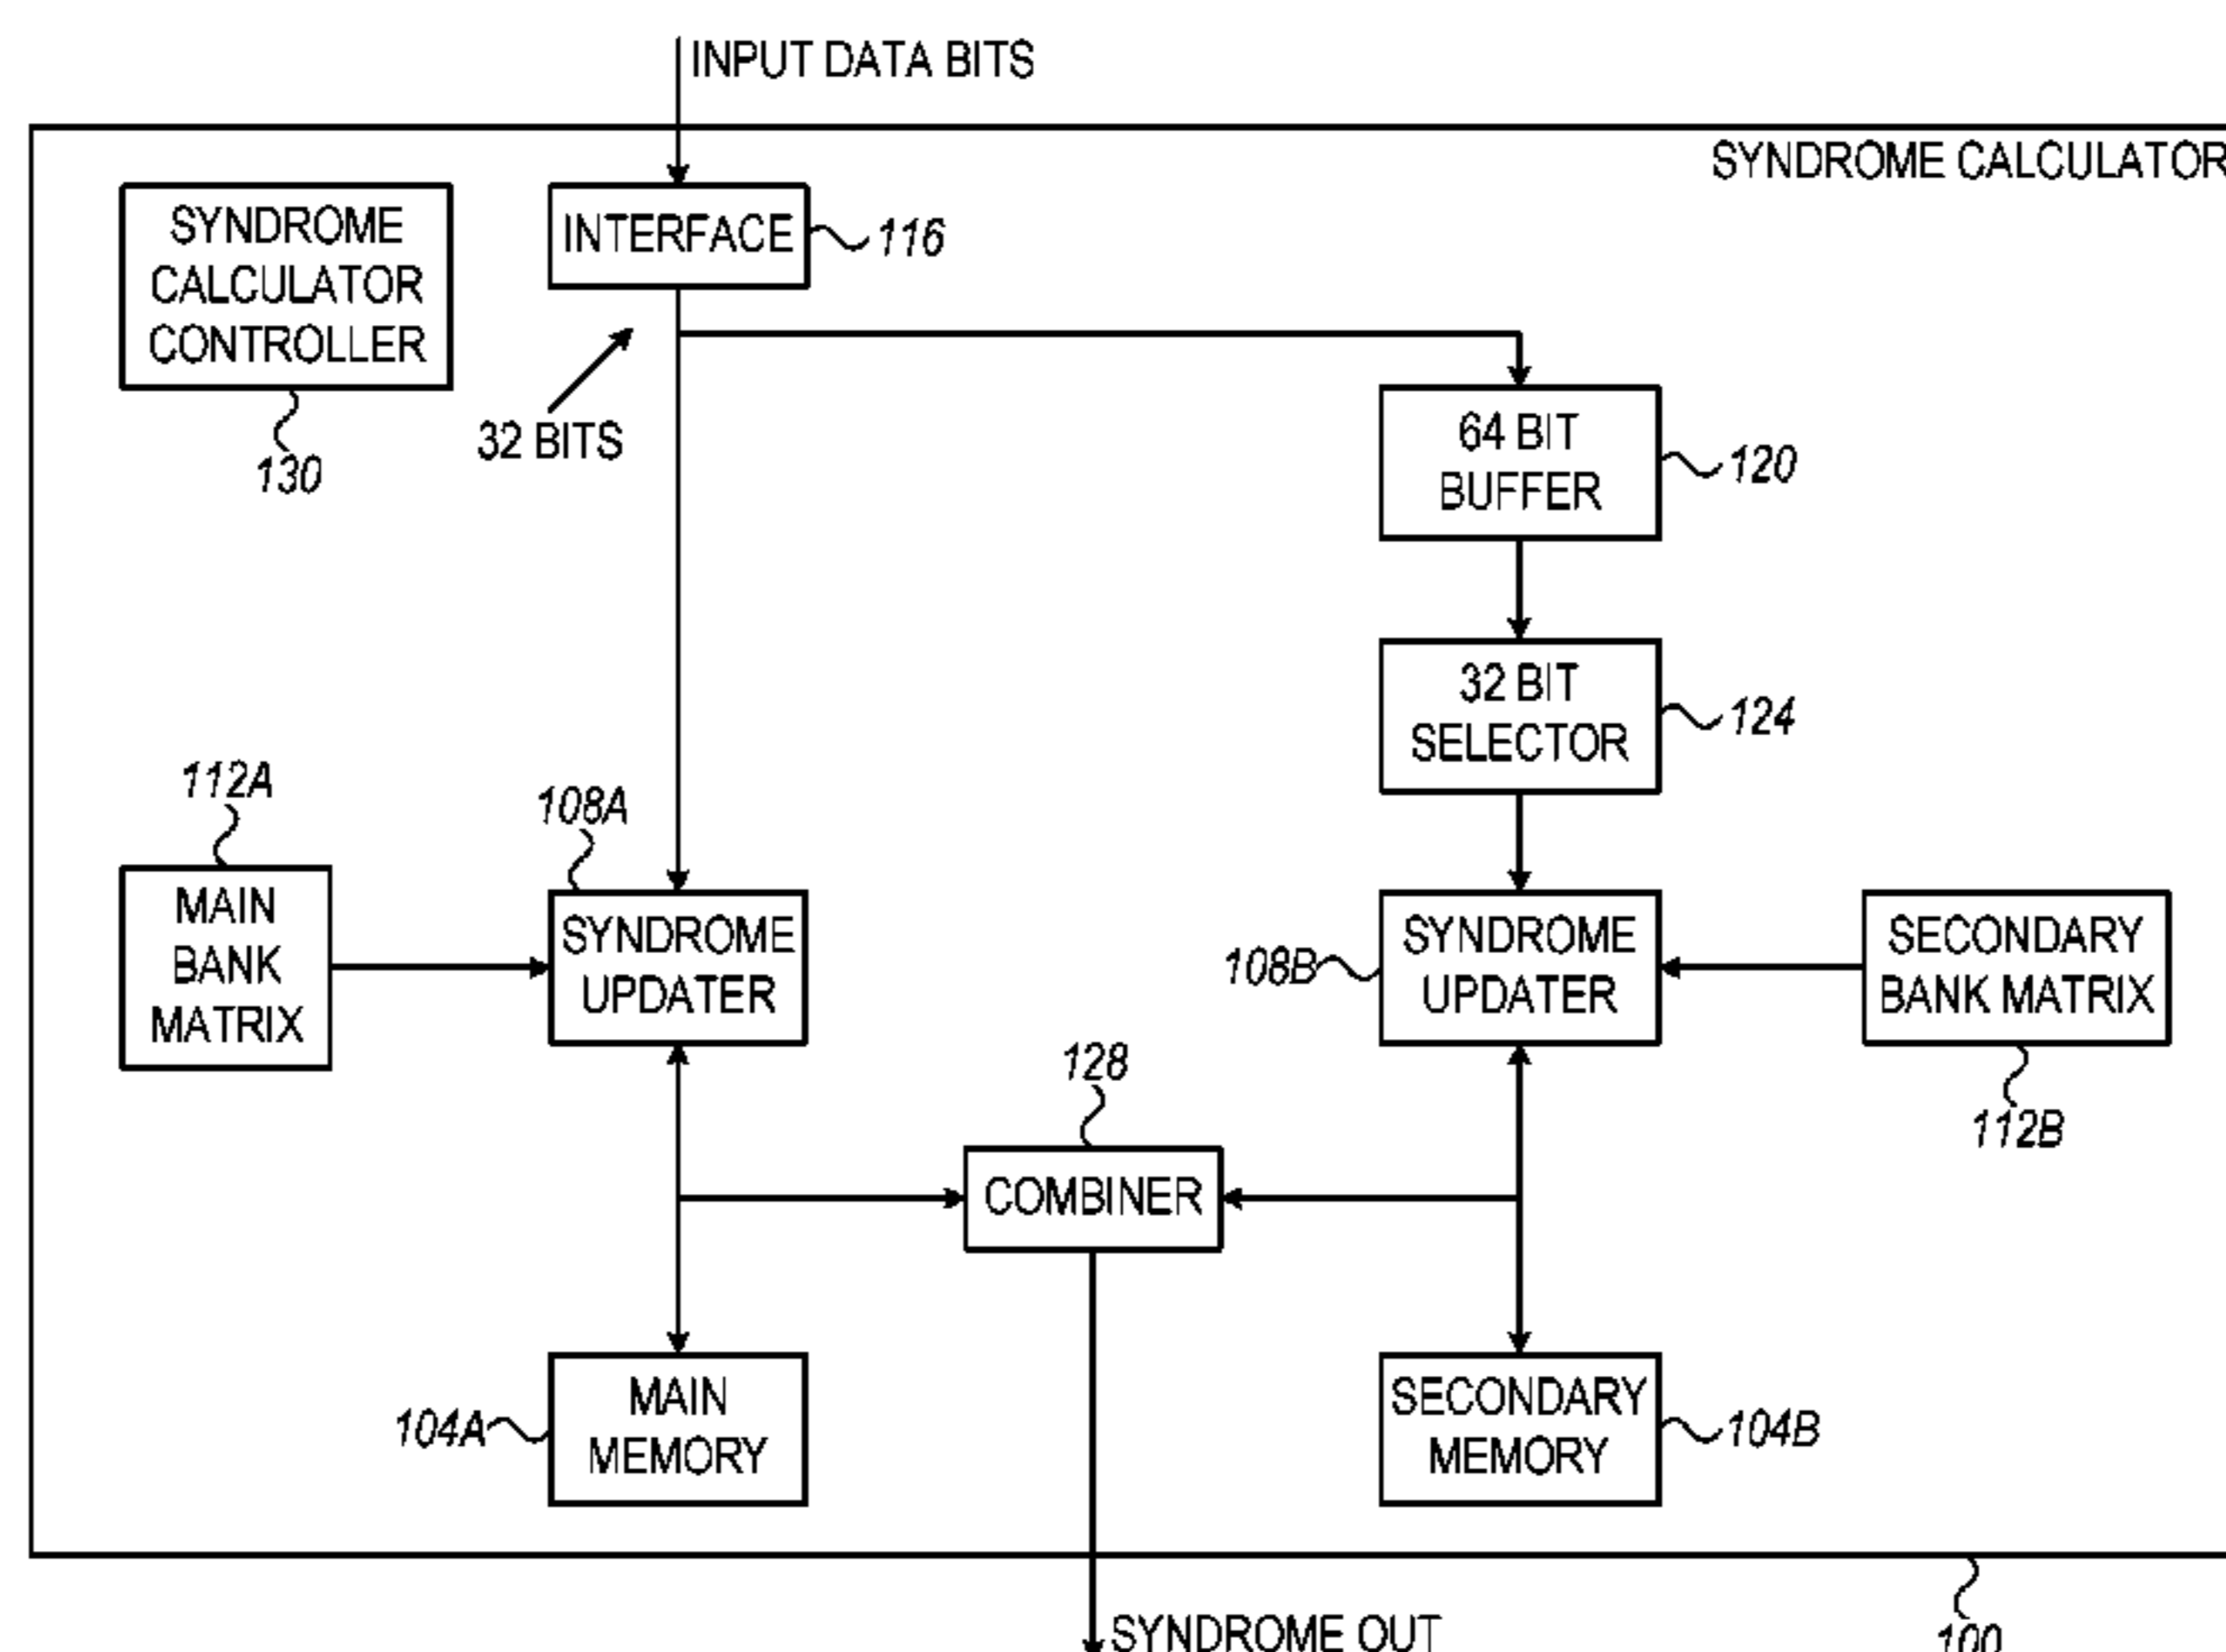 INPUT DATA BITS
SYNDROME CALCULATOR
SYNDROME
CALCULATOR
CONTROLLER
130
INTERFACE
116
32 BITS
64 BIT
BUFFER
120
32 BIT
SELECTOR
124
112A
MAIN
BANK
MATRIX
108A
SYNDROME
UPDATER
108B
SYNDROME
UPDATER
SECONDARY
BANK MATRIX
112B
128
COMBINER
104A
MAIN
MEMORY
SECONDARY
MEMORY
104B
SYNDROME OUT
100